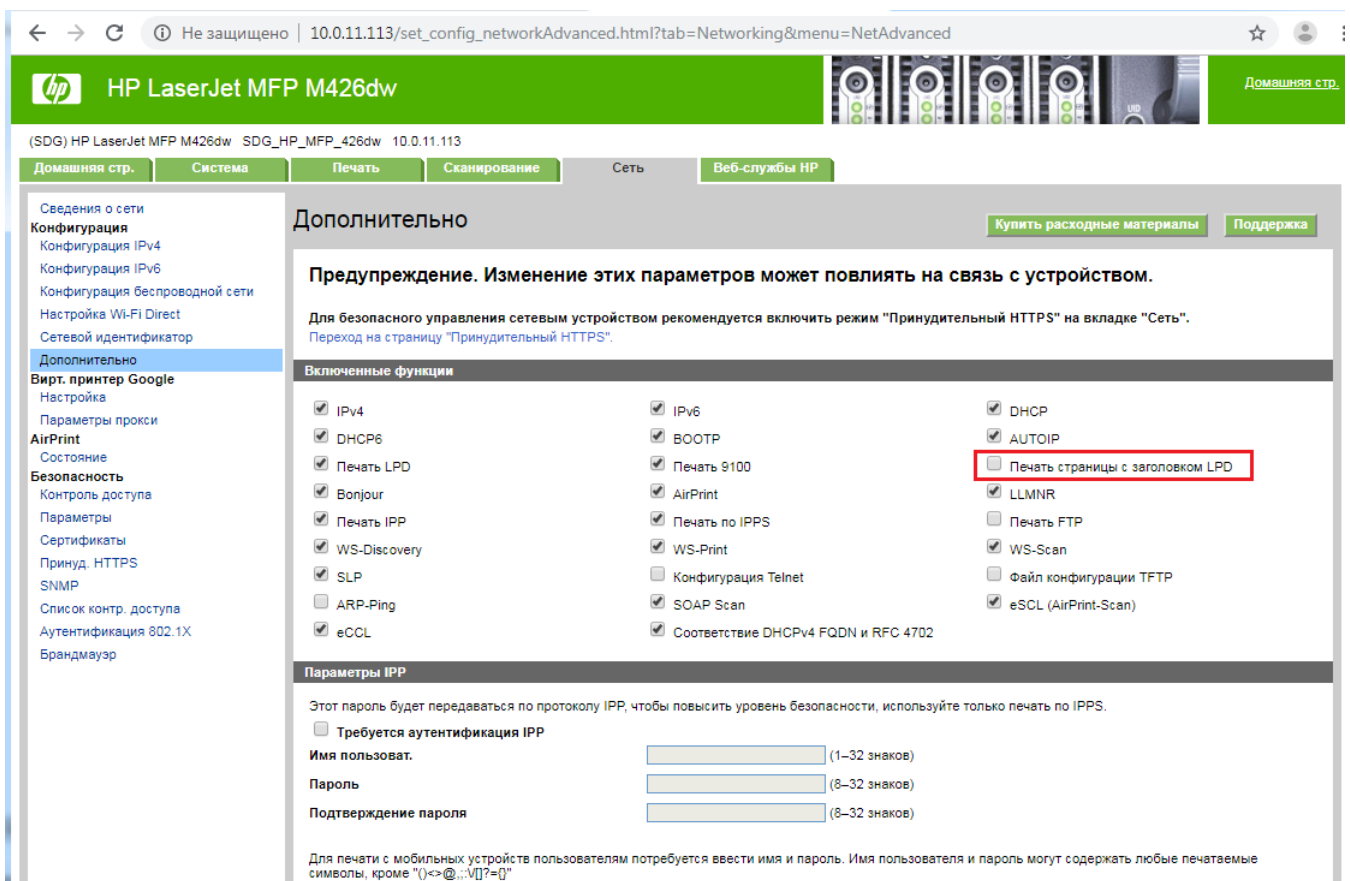 Не защищено | 10.0.11.113/set_config_networkAdvanced.html?tab=Networking&menu=NetAdvanced
hp HP LaserJet MFP M426dw
UID
Домашняя стр.
(SDG) HP LaserJet MFP M426dw SDG_HP_MFP_426dw 10.0.11.113
Домашняя стр. Система Печать Сканирование Сеть Веб-службы HP
Сведения о сети
Конфигурация
Конфигурация IPv4
Конфигурация IPv6
Конфигурация беспроводной сети
Настройка Wi-Fi Direct
Сетевой идентификатор
Дополнительно
Вирт. принтер Google
Настройка
Параметры прокси
AirPrint
Состояние
Безопасность
Контроль доступа
Параметры
Сертификаты
Принуд. HTTPS
SNMP
Список контр. доступа
Аутентификация 802.1X
Брандмауэр
Дополнительно
Купить расходные материалы Поддержка
Предупреждение. Изменение этих параметров может повлиять на связь с устройством.
Для безопасного управления сетевым устройством рекомендуется включить режим "Принудительный HTTPS" на вкладке "Сеть".
Переход на страницу "Принудительный HTTPS".
Включенные функции
IPv4 IPv6 DHCP
DHCP6 BOOTP AUTOIP
Печать LPD Печать 9100 Печать страницы с заголовком LPD
Bonjour AirPrint LLMNR
Печать IPP Печать по IPPS Печать FTP
WS-Discovery WS-Print WS-Scan
SLP Конфигурация Telnet Файл конфигурации TFTP
ARP-Ping SOAP Scan eSCL (AirPrint-Scan)
eCCL Соответствие DHCPv4 FQDN и RFC 4702
Параметры IPP
Этот пароль будет передаваться по протоколу IPP, чтобы повысить уровень безопасности, используйте только печать по IPPS.
Требуется аутентификация IPP
Имя пользоват. (1–32 знаков)
Пароль (8–32 знаков)
Подтверждение пароля (8–32 знаков)
Для печати с мобильных устройств пользователям потребуется ввести имя и пароль. Имя пользователя и пароль могут содержать любые печатаемые
символы, кроме "()<>@,;:\/[]?={}"